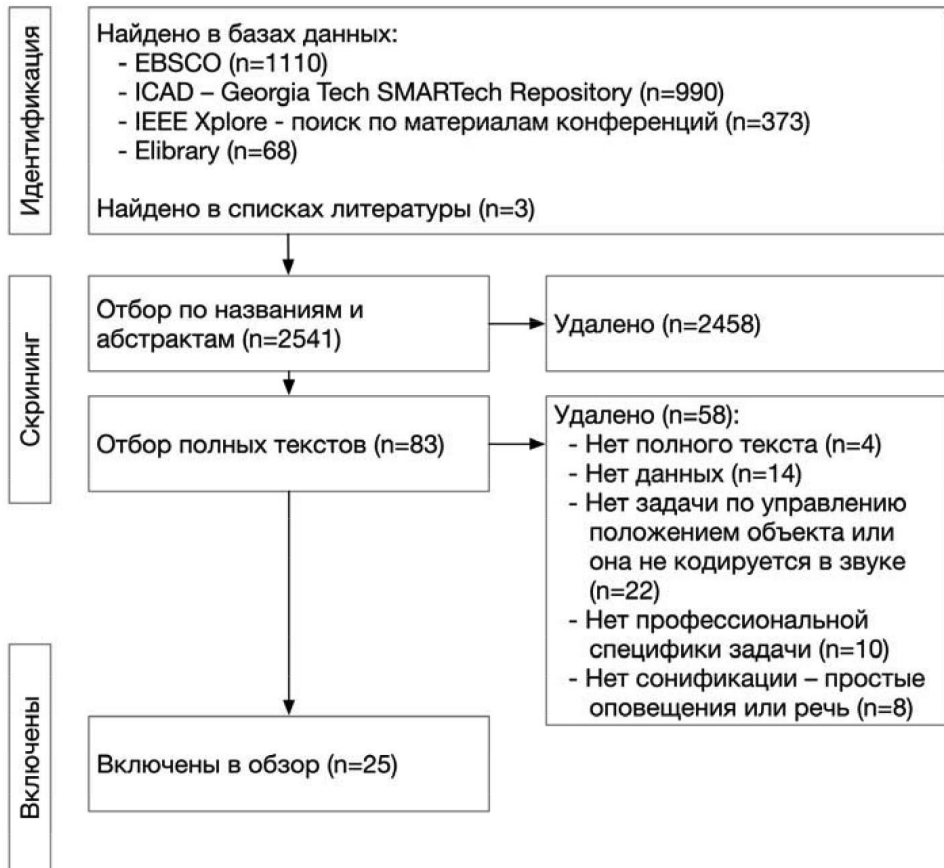 Идентификация
Найдено в базах данных:
- EBSCO (n=1110)
- ICAD – Georgia Tech SMARTech Repository (n=990)
- IEEE Xplore - поиск по материалам конференций (n=373)
- Elibrary (n=68)
Найдено в списках литературы (n=3)
Скрининг
Отбор по названиям и
абстрактам (n=2541)
Удалено (n=2458)
Отбор полных текстов (n=83)
Удалено (n=58):
- Нет полного текста (n=4)
- Нет данных (n=14)
- Нет задачи по управлению
положением объекта или
она не кодируется в звуке
(n=22)
- Нет профессиональной
специфики задачи (n=10)
- Нет сонификации – простые
оповещения или речь (n=8)
Включены
Включены в обзор (n=25)